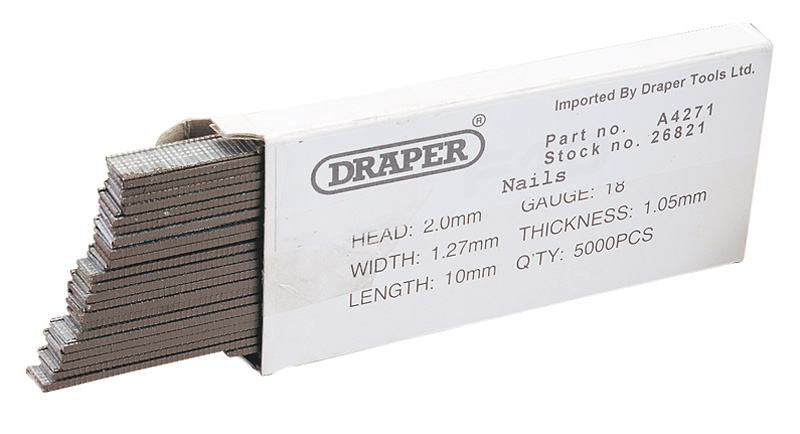 Imported By Draper Tools Ltd.
DRAPER®
Part no. A4271
Stock no. 26821
Nails
HEAD: 2.0mm GAUGE: 18
WIDTH: 1.27mm THICKNESS: 1.05mm
LENGTH: 10mm Q'TY: 5000PCS